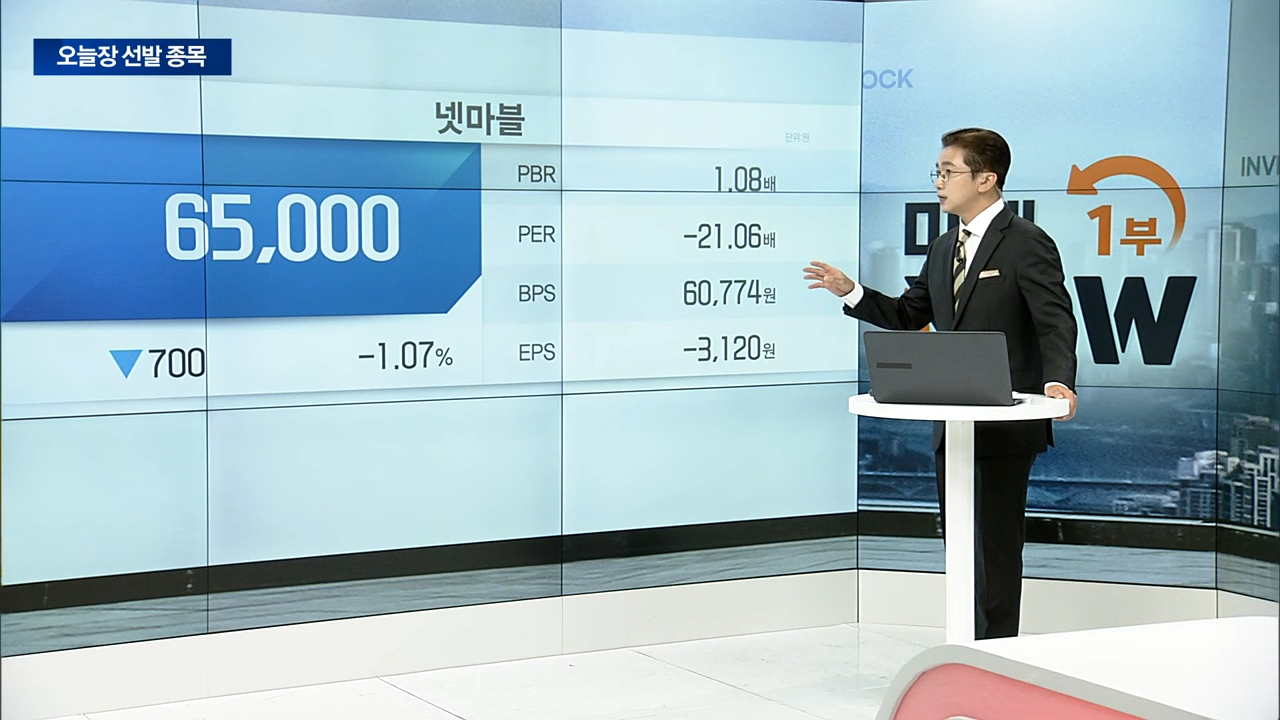 오늘장 선발 종목
넷마블
단위:원
65,000
▼700 -1.07%
PBR 1.08배
PER -21.06배
BPS 60,774원
EPS -3,120원
OCK
1부
W
INVE